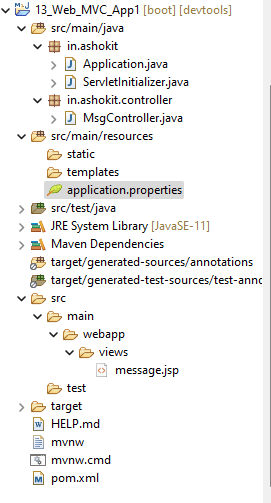 13_Web_MVC_App1 [boot] [devtools]
src/main/java
in.ashokit
Application.java
ServletInitializer.java
in.ashokit.controller
MsgController.java
src/main/resources
static
templates
application.properties
src/test/java
JRE System Library [JavaSE-11]
Maven Dependencies
target/generated-sources/annotations
target/generated-test-sources/test-anno
src
main
webapp
views
message.jsp
test
target
HELP.md
mvnw
mvnw.cmd
pom.xml